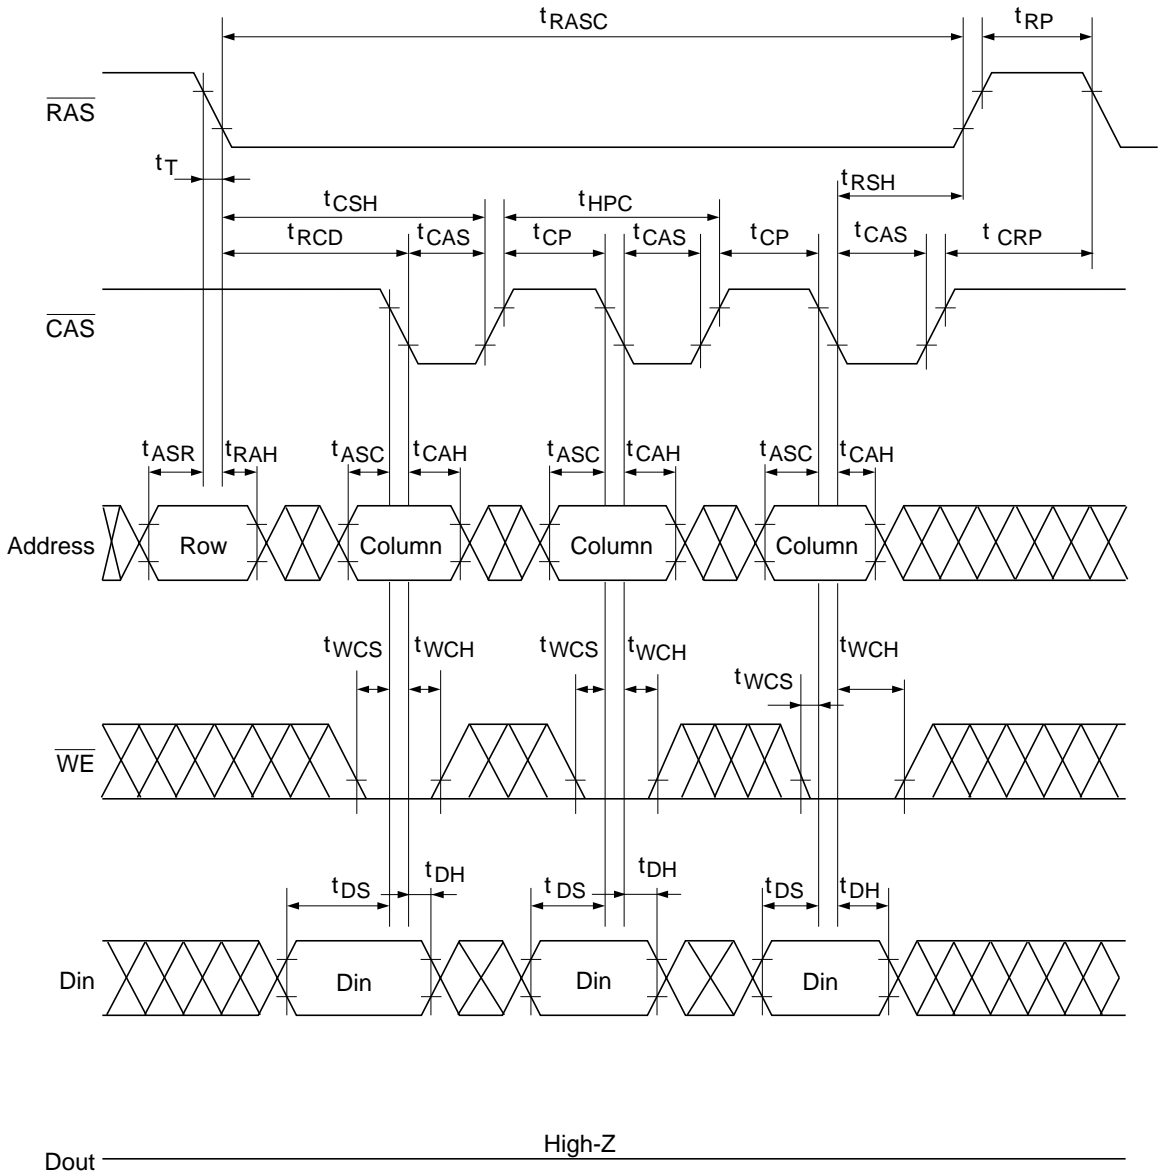 tRASC
tRP
RAS
tT
tRSH
tCSH
tHPC
tRCD
tCAS
tCP
tCAS
tCP
tCAS
t CRP
CAS
tASR
tRAH
tASC
tCAH
tASC
tCAH
tASC
tCAH
Address
Row
Column
Column
Column
tWCS
tWCH
tWCS
tWCH
tWCS
tWCH
WE
tDS
tDH
t DS
tDH
tDS
tDH
Din
Din
Din
Din
High-Z
Dout